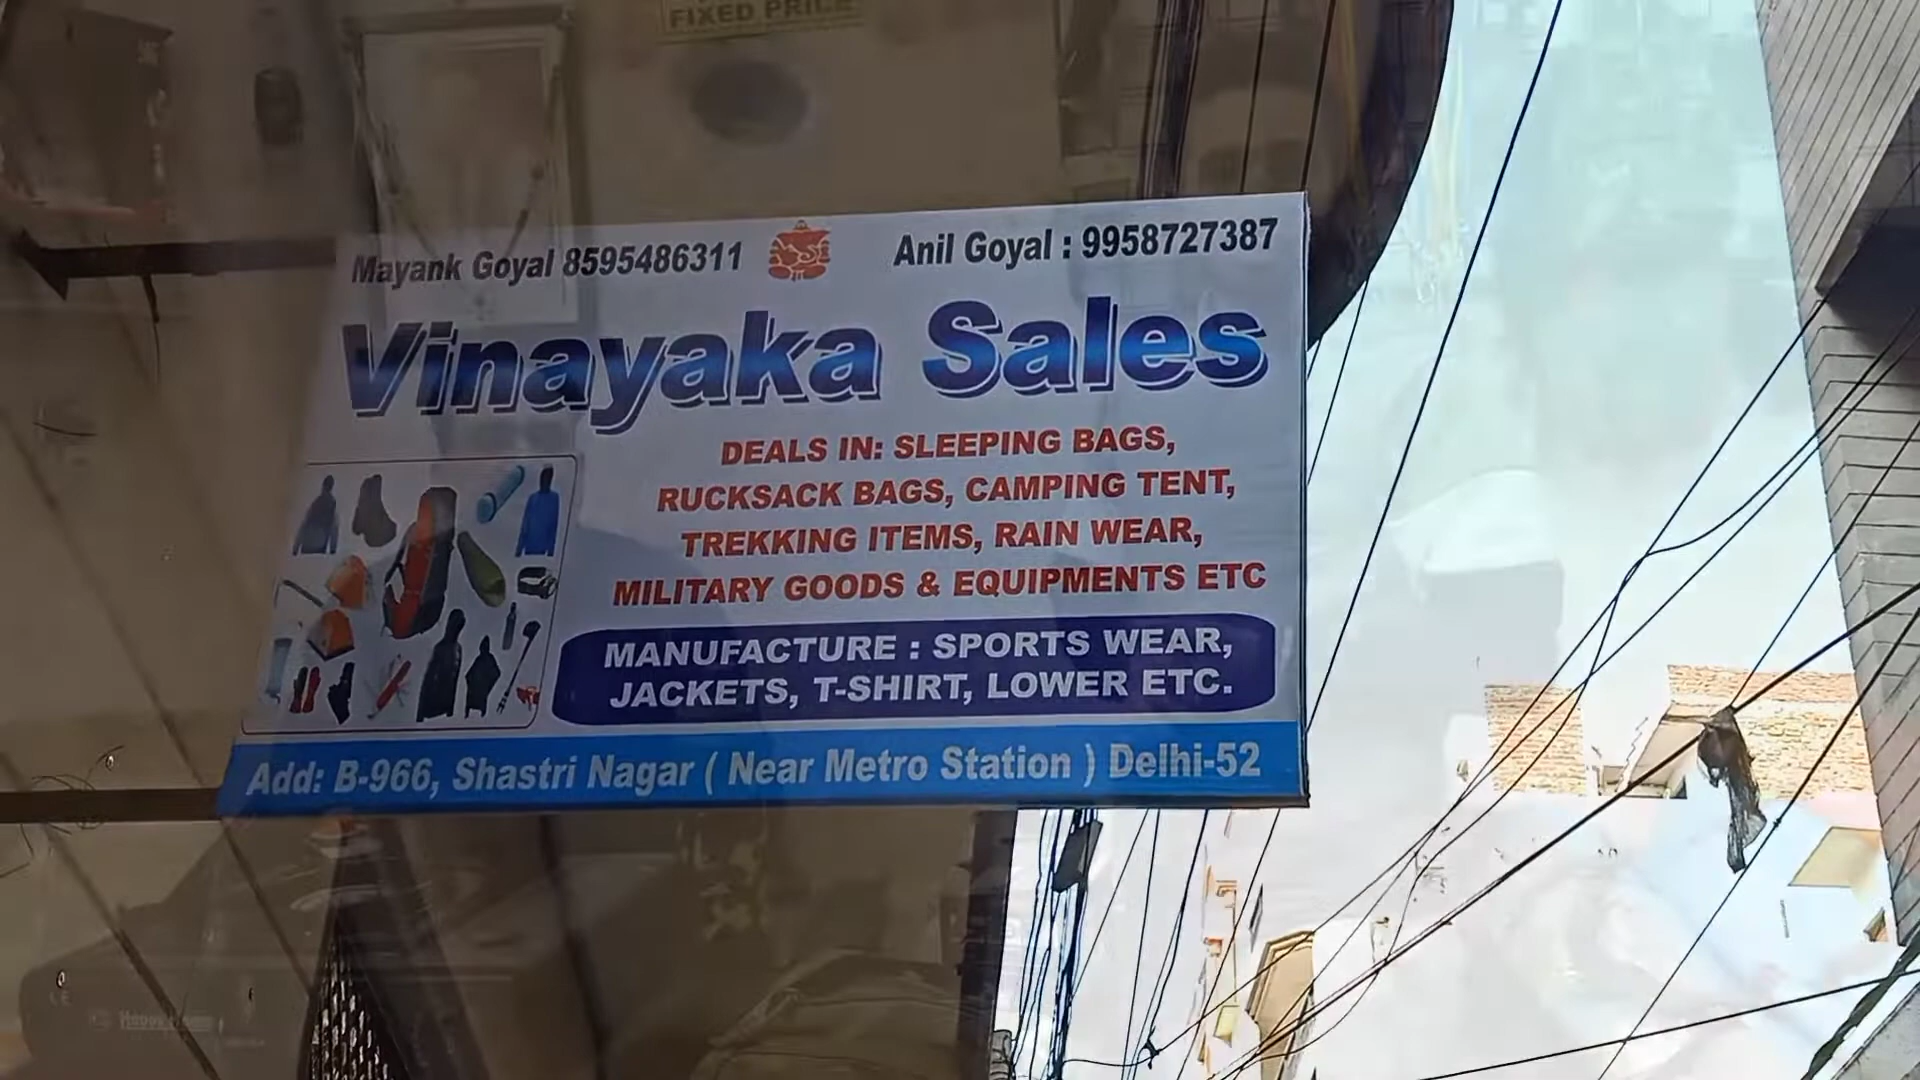 FIXED PRICE
Mayank Goyal 8595486311
Anil Goyal : 9958727387
Vinayaka Sales
DEALS IN: SLEEPING BAGS,
RUCKSACK BAGS, CAMPING TENT,
TREKKING ITEMS, RAIN WEAR,
MILITARY GOODS & EQUIPMENTS ETC
MANUFACTURE : SPORTS WEAR,
JACKETS, T-SHIRT, LOWER ETC.
Add: B-966, Shastri Nagar ( Near Metro Station ) Delhi-52